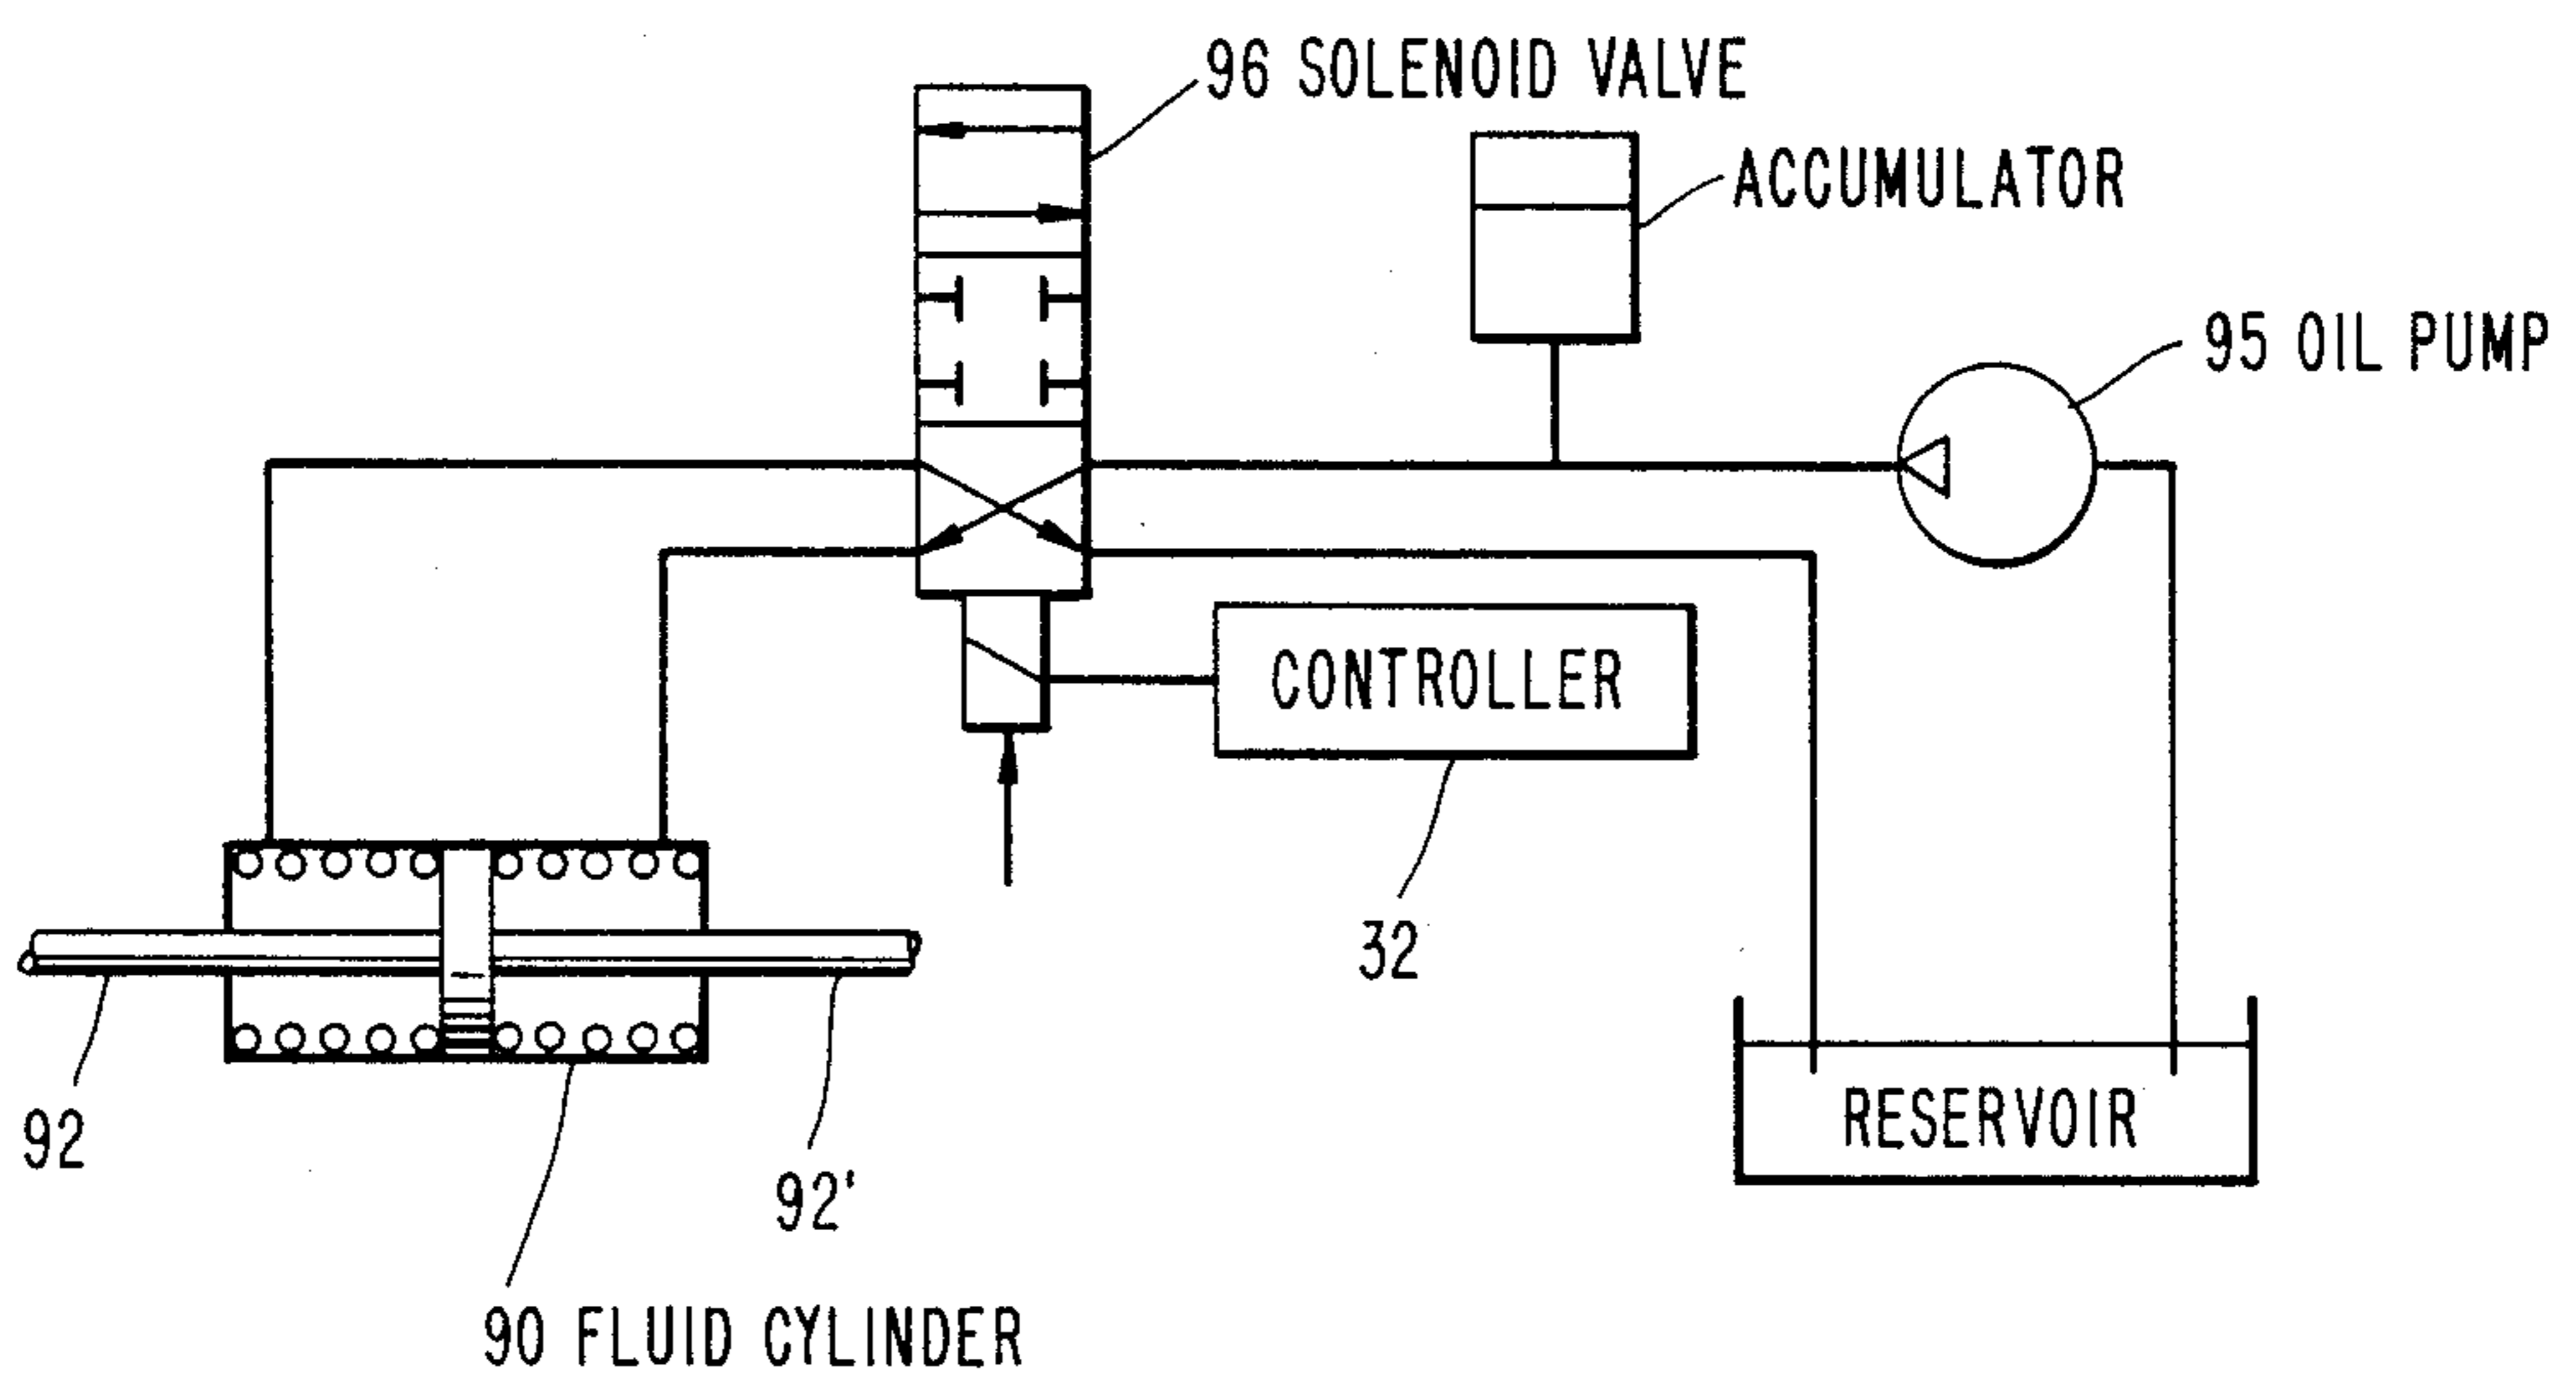 96 SOLENOID VALVE
ACCUMULATOR
95 OIL PUMP
CONTROLLER
32
92
92'
RESERVOIR
90 FLUID CYLINDER